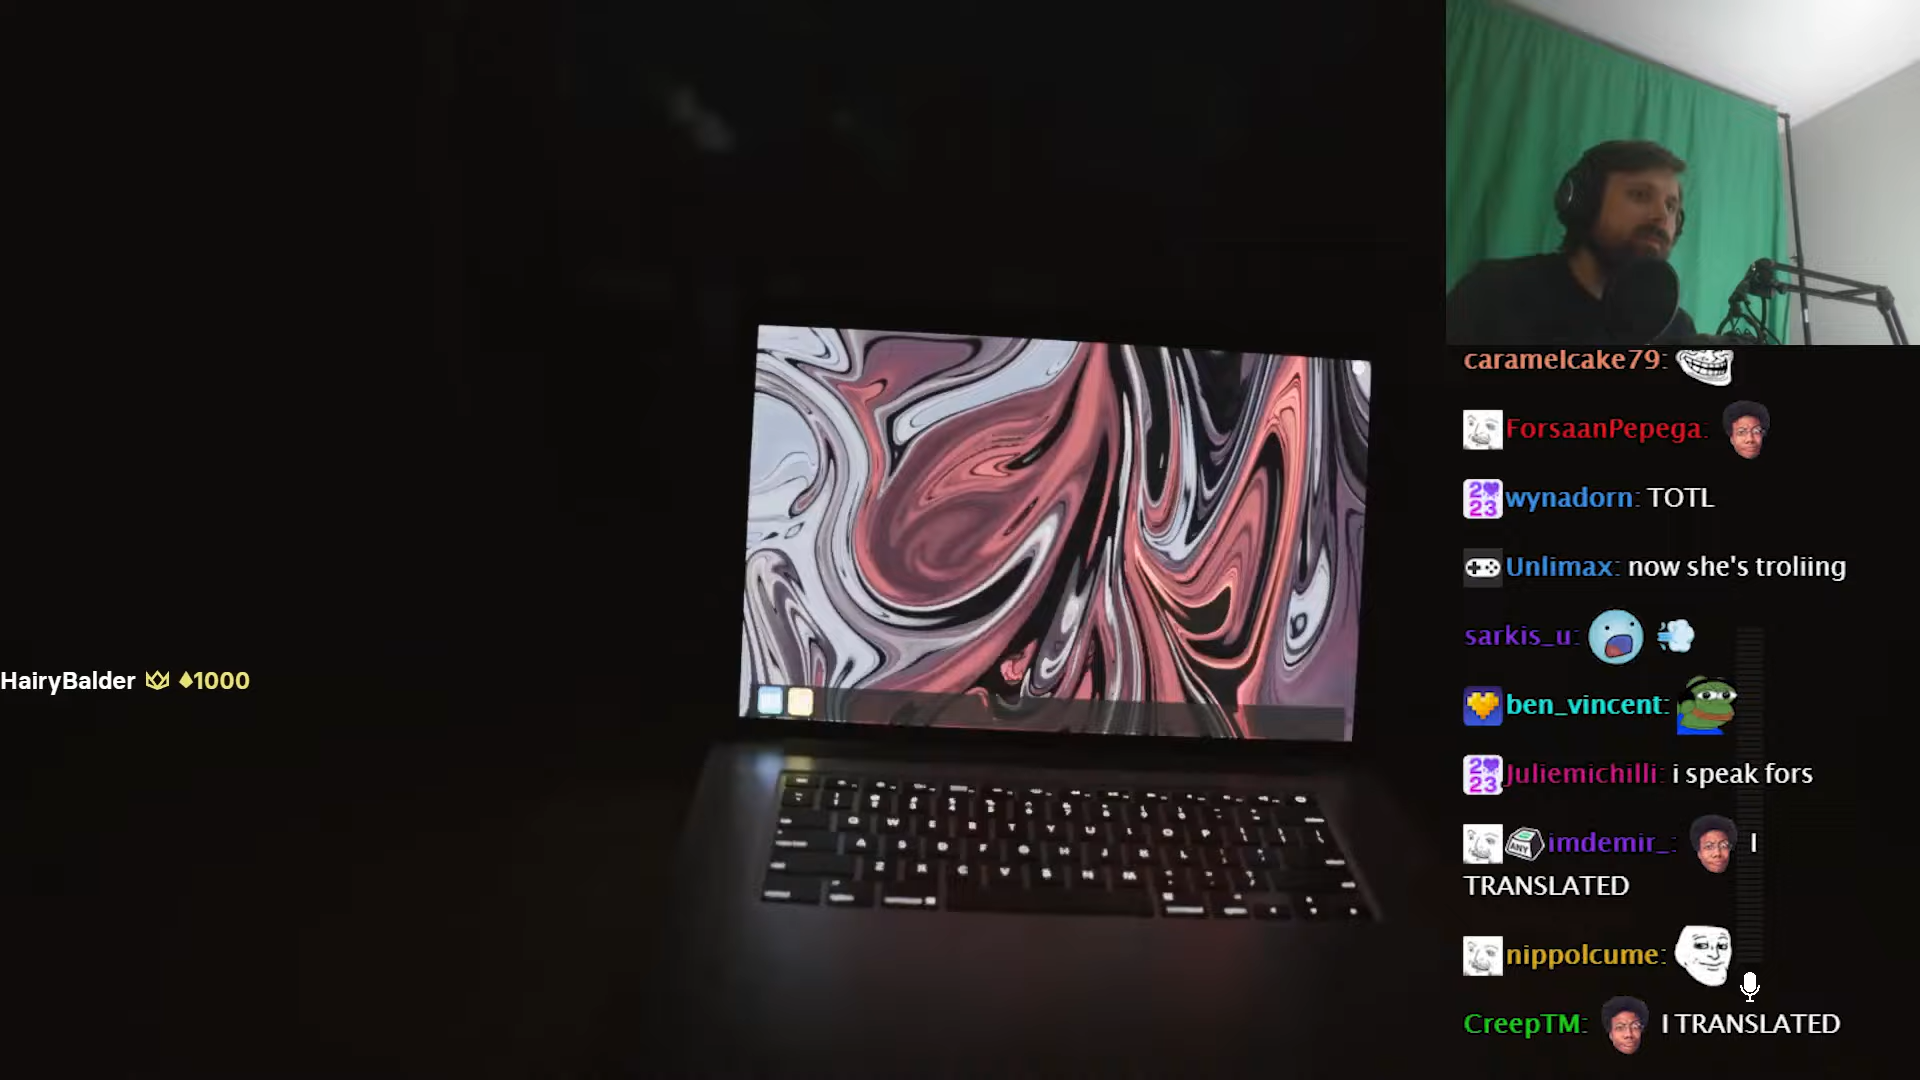 caramelcake79:
ForsaanPepega:
wynadorn: TOTL
Unlimax: now she's troliing
sarkis_u:
HairyBalder 1000
ben_vincent:
Juliemichilli: i speak fors
ANY imdemir_: I
TRANSLATED
nippolcume:
CreepTM: I TRANSLATED